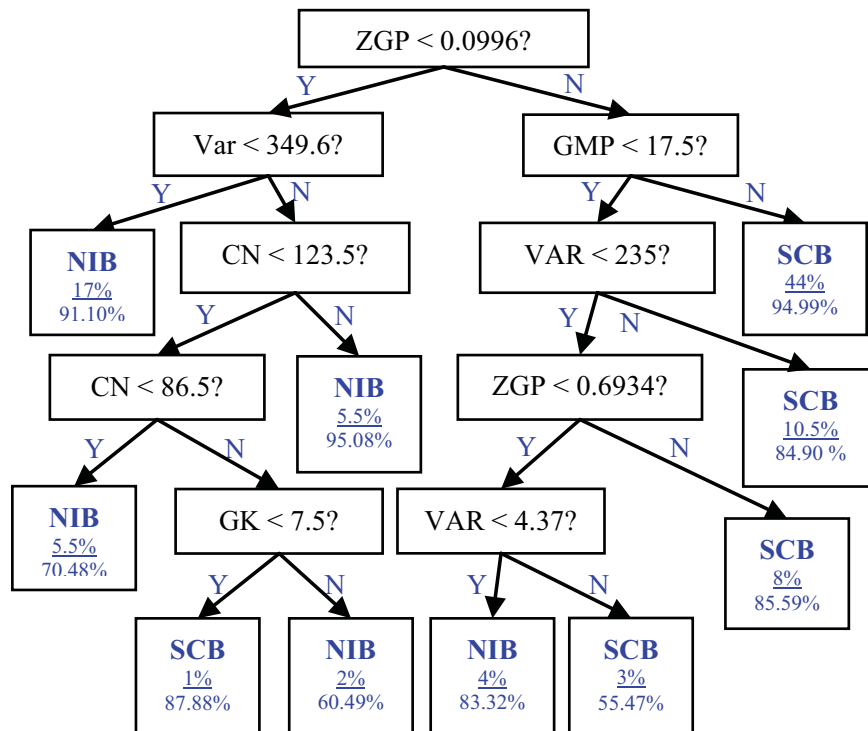 ZGP < 0.0996?
Y
N
Var < 349.6?
GMP < 17.5?
Y
N
Y
N
NIB
17%
91.10%
CN < 123.5?
VAR < 235?
SCB
44%
94.99%
Y
N
Y
N
CN < 86.5?
NIB
5.5%
95.08%
ZGP < 0.6934?
SCB
10.5%
84.90 %
Y
N
Y
N
NIB
5.5%
70.48%
GK < 7.5?
VAR < 4.37?
SCB
8%
85.59%
Y
N
Y
N
SCB
1%
87.88%
NIB
2%
60.49%
NIB
4%
83.32%
SCB
3%
55.47%